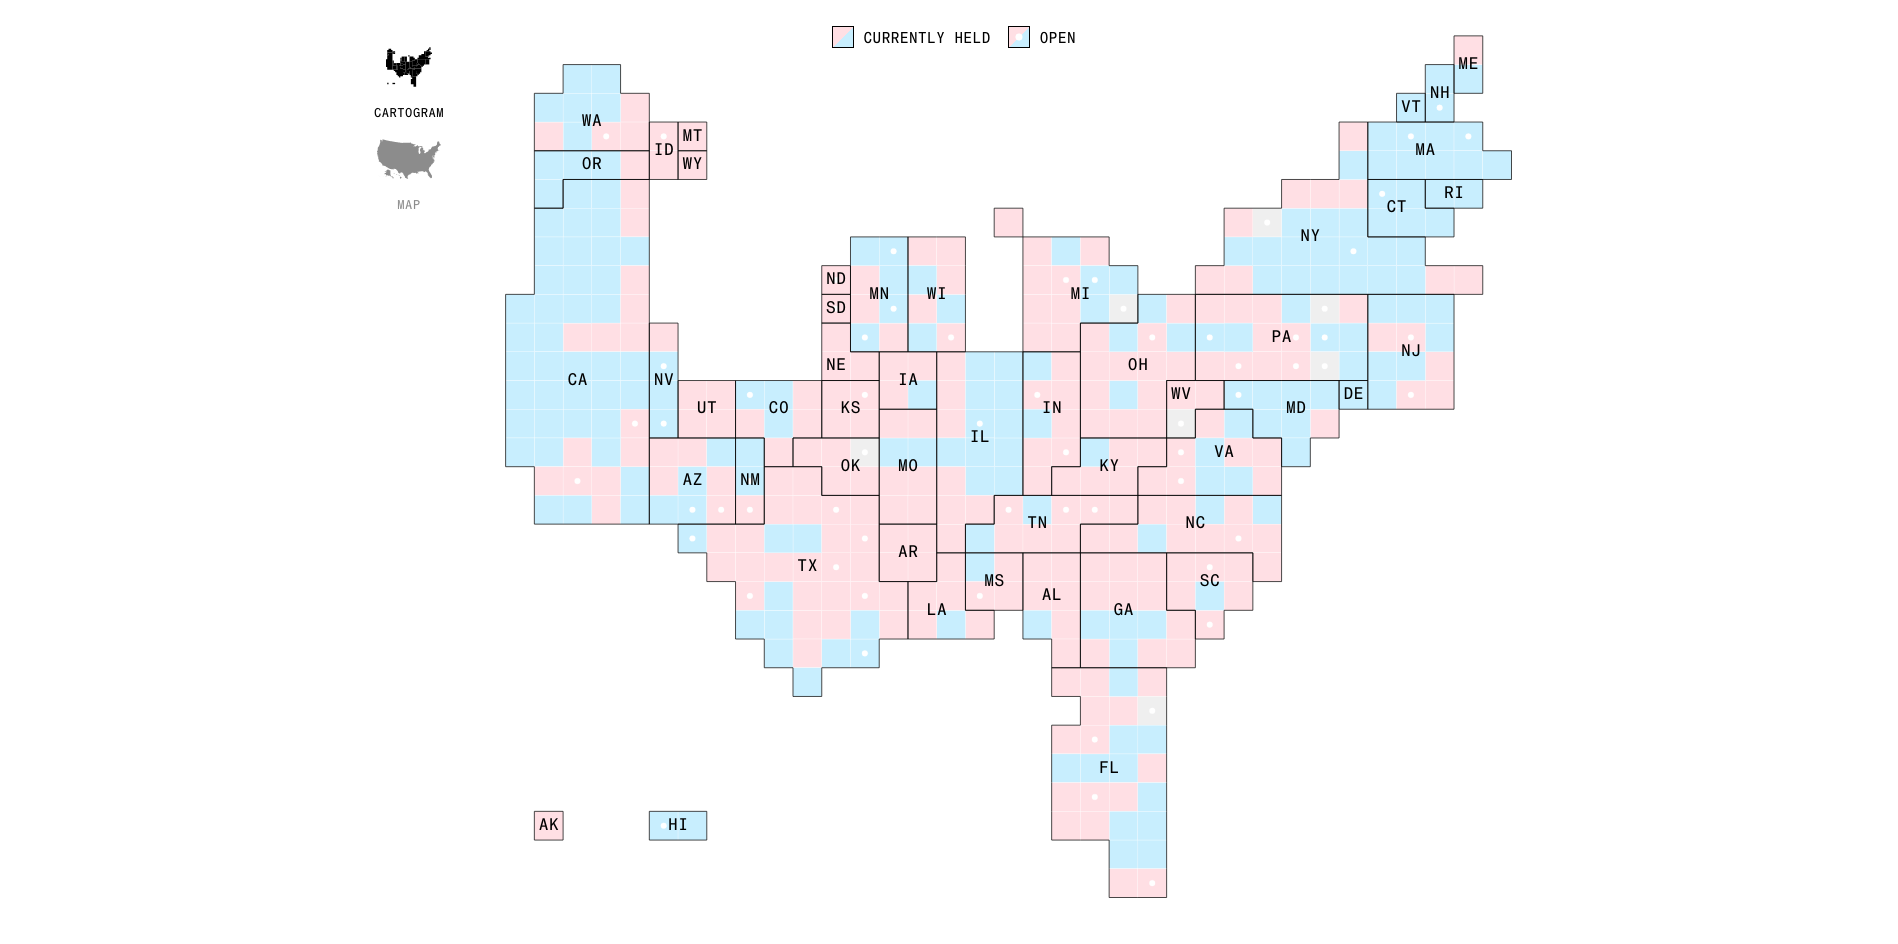 CURRENTLY HELD
OPEN
CARTOGRAM
MAP
ME
NH
VT
WA
MT
ID
MA
OR
WY
RI
CT
NY
ND
MN
WI
MI
SD
PA
NJ
NE
OH
CA
NV
IA
WV
DE
UT
CO
KS
IN
MD
IL
VA
OK
MO
KY
AZ
NM
TN
NC
AR
TX
MS
SC
AL
LA
GA
FL
AK
HI